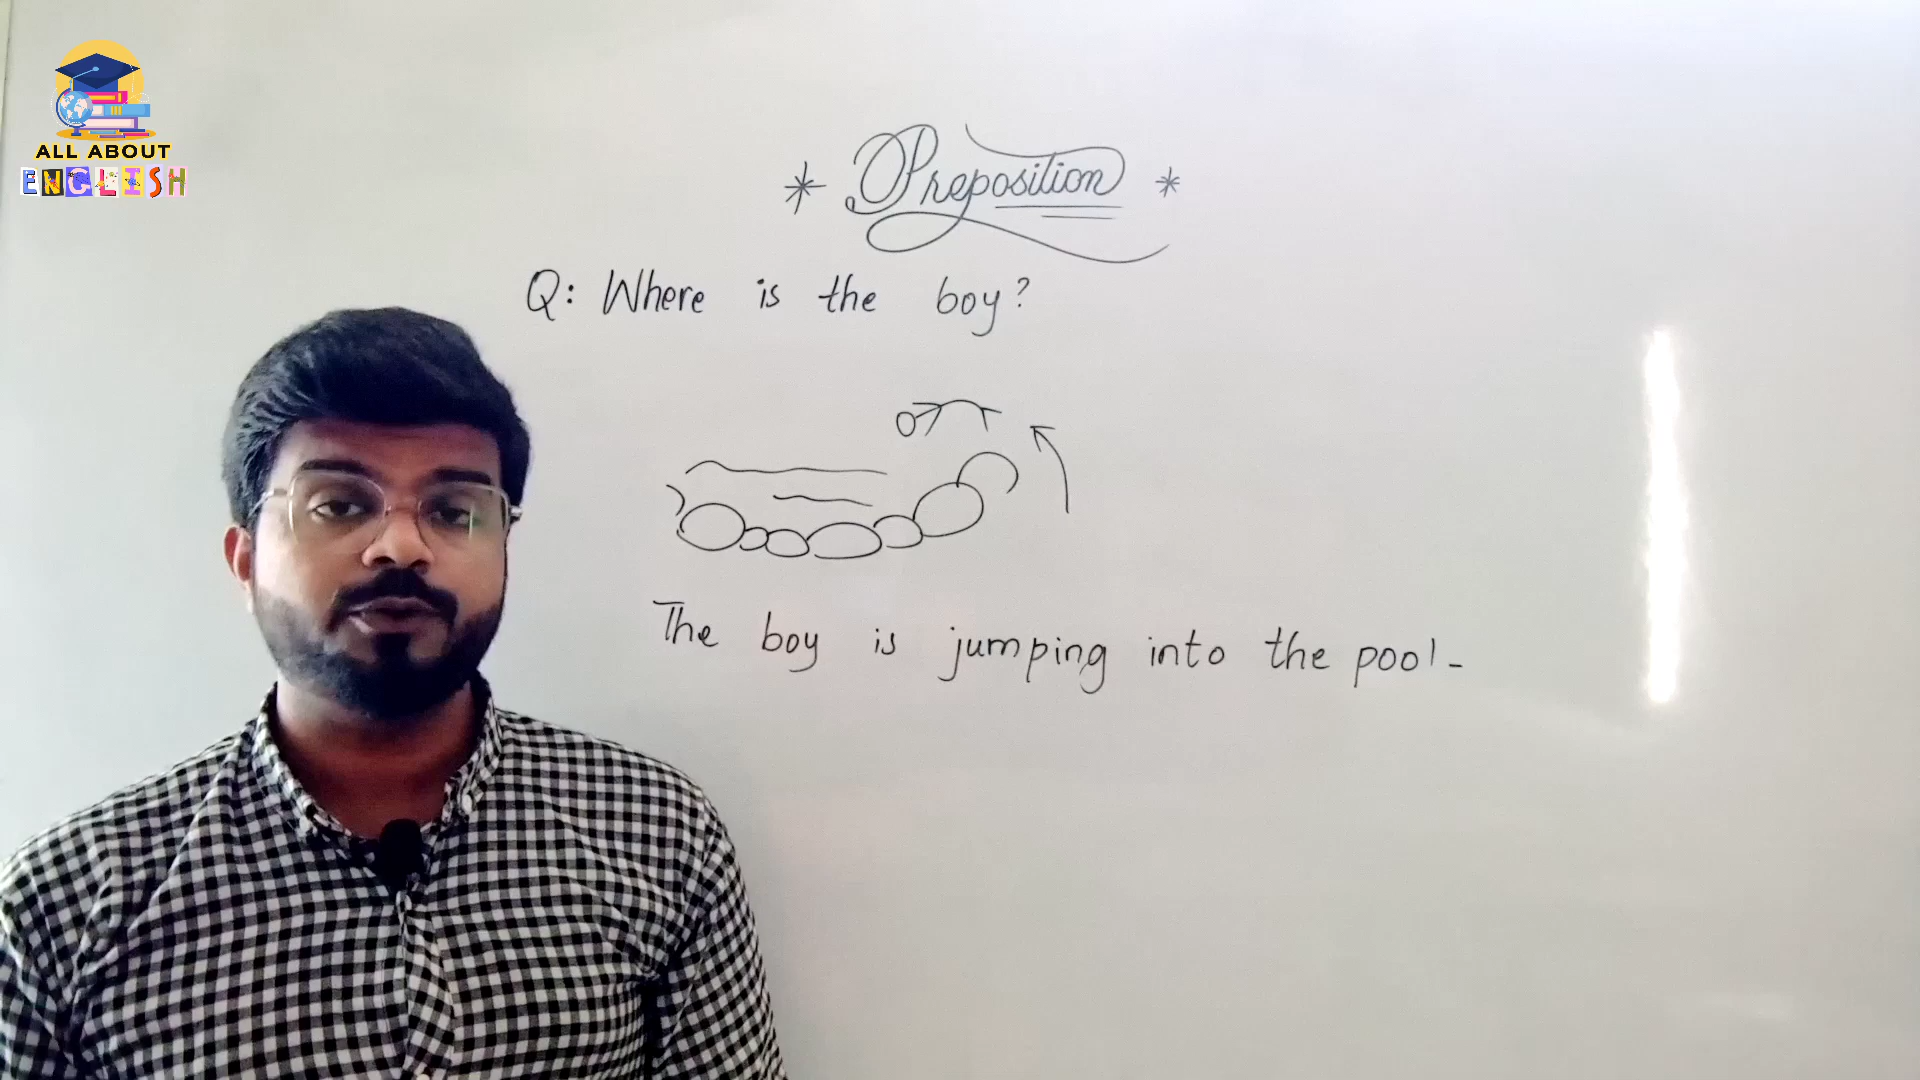 ALL ABOUT
ENGLISH
* Preposition *
Q: Where is the boy?
The boy is jumping into the pool-